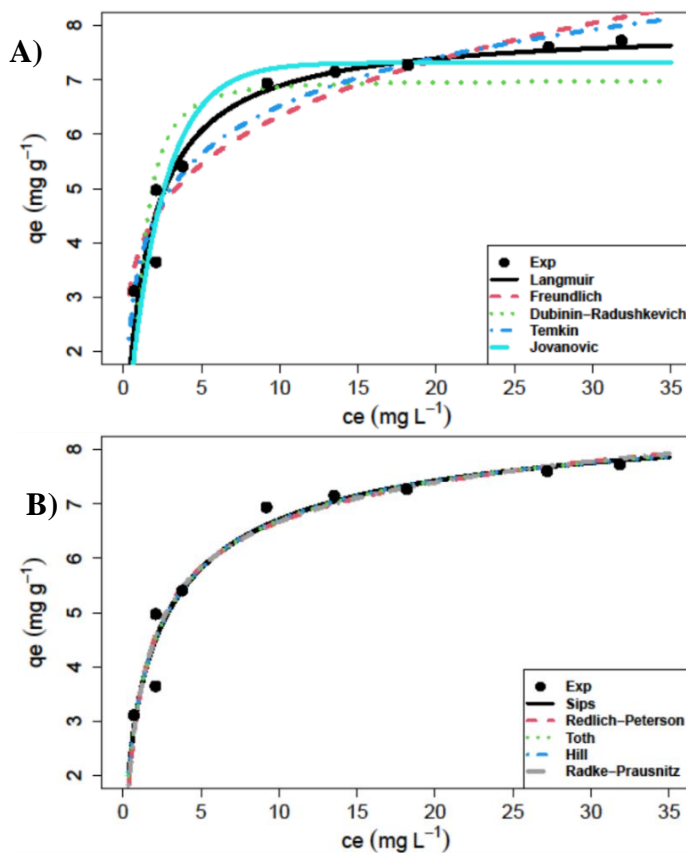 A)
8
7
6
5
4
3
2
qe (mg g⁻¹)
Exp
Langmuir
Freundlich
Dubinin–Radushkevich
Temkin
Jovanovic
0 5 10 15 20 25 30 35
ce (mg L⁻¹)
B)
8
7
6
5
4
3
2
qe (mg g⁻¹)
Exp
Sips
Redlich–Peterson
Toth
Hill
Radke–Prausnitz
0 5 10 15 20 25 30 35
ce (mg L⁻¹)